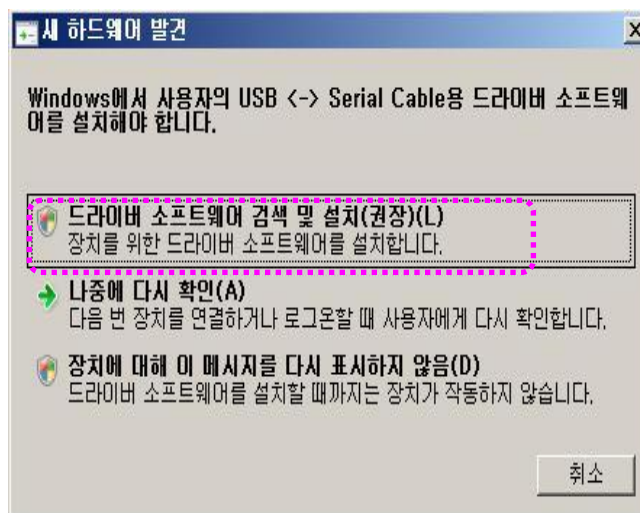 새 하드웨어 발견
Windows에서 사용자의 USB <-> Serial Cable용 드라이버 소프트웨
어를 설치해야 합니다.
드라이버 소프트웨어 검색 및 설치(권장)(L)
장치를 위한 드라이버 소프트웨어를 설치합니다.
나중에 다시 확인(A)
다음 번 장치를 연결하거나 로그온할 때 사용자에게 다시 확인합니다.
장치에 대해 이 메시지를 다시 표시하지 않음(D)
드라이버 소프트웨어를 설치할 때까지는 장치가 작동하지 않습니다.
취소